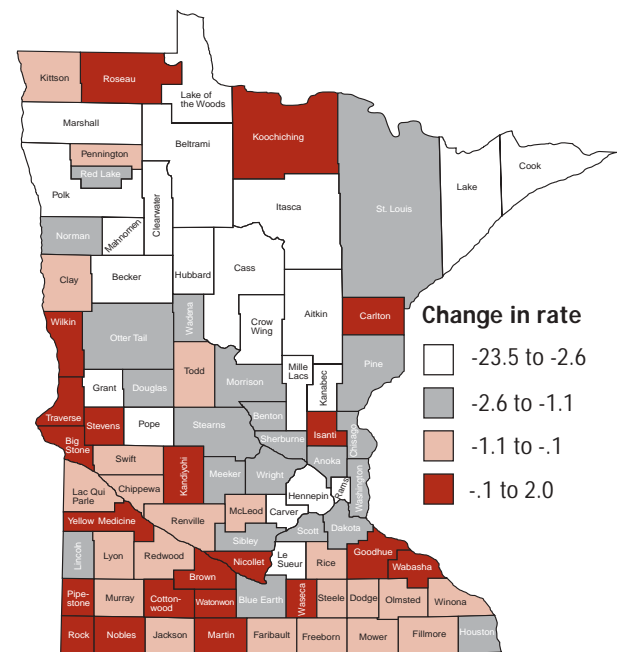 Kittson
Roseau
Lake of
the Woods
Marshall
Beltrami
Koochiching
Pennington
Red Lake
Polk
Clearwater
Itasca
St. Louis
Lake
Cook
Norman
Mahnomen
Clay
Becker
Hubbard
Cass
Wilkin
Otter Tail
Wadena
Crow
Wing
Aitkin
Carlton
Change in rate
-23.5 to -2.6
-2.6 to -1.1
-1.1 to -.1
-.1 to 2.0
Grant
Douglas
Todd
Morrison
Mille
Lacs
Kanabec
Pine
Traverse
Stevens
Pope
Stearns
Benton
Sherburne
Isanti
Chisago
Big
Stone
Swift
Kandiyohi
Meeker
Wright
Anoka
Washington
Lac Qui
Parle
Chippewa
Hennepin
Rams
Yellow Medicine
Renville
McLeod
Carver
Scott
Dakota
Lincoln
Lyon
Redwood
Sibley
Nicollet
Le
Sueur
Rice
Goodhue
Wabasha
Brown
Pipe-
stone
Murray
Cotton-
wood
Watonwon
Blue Earth
Waseca
Steele
Dodge
Olmsted
Winona
Rock
Nobles
Jackson
Martin
Faribault
Freeborn
Mower
Fillmore
Houston